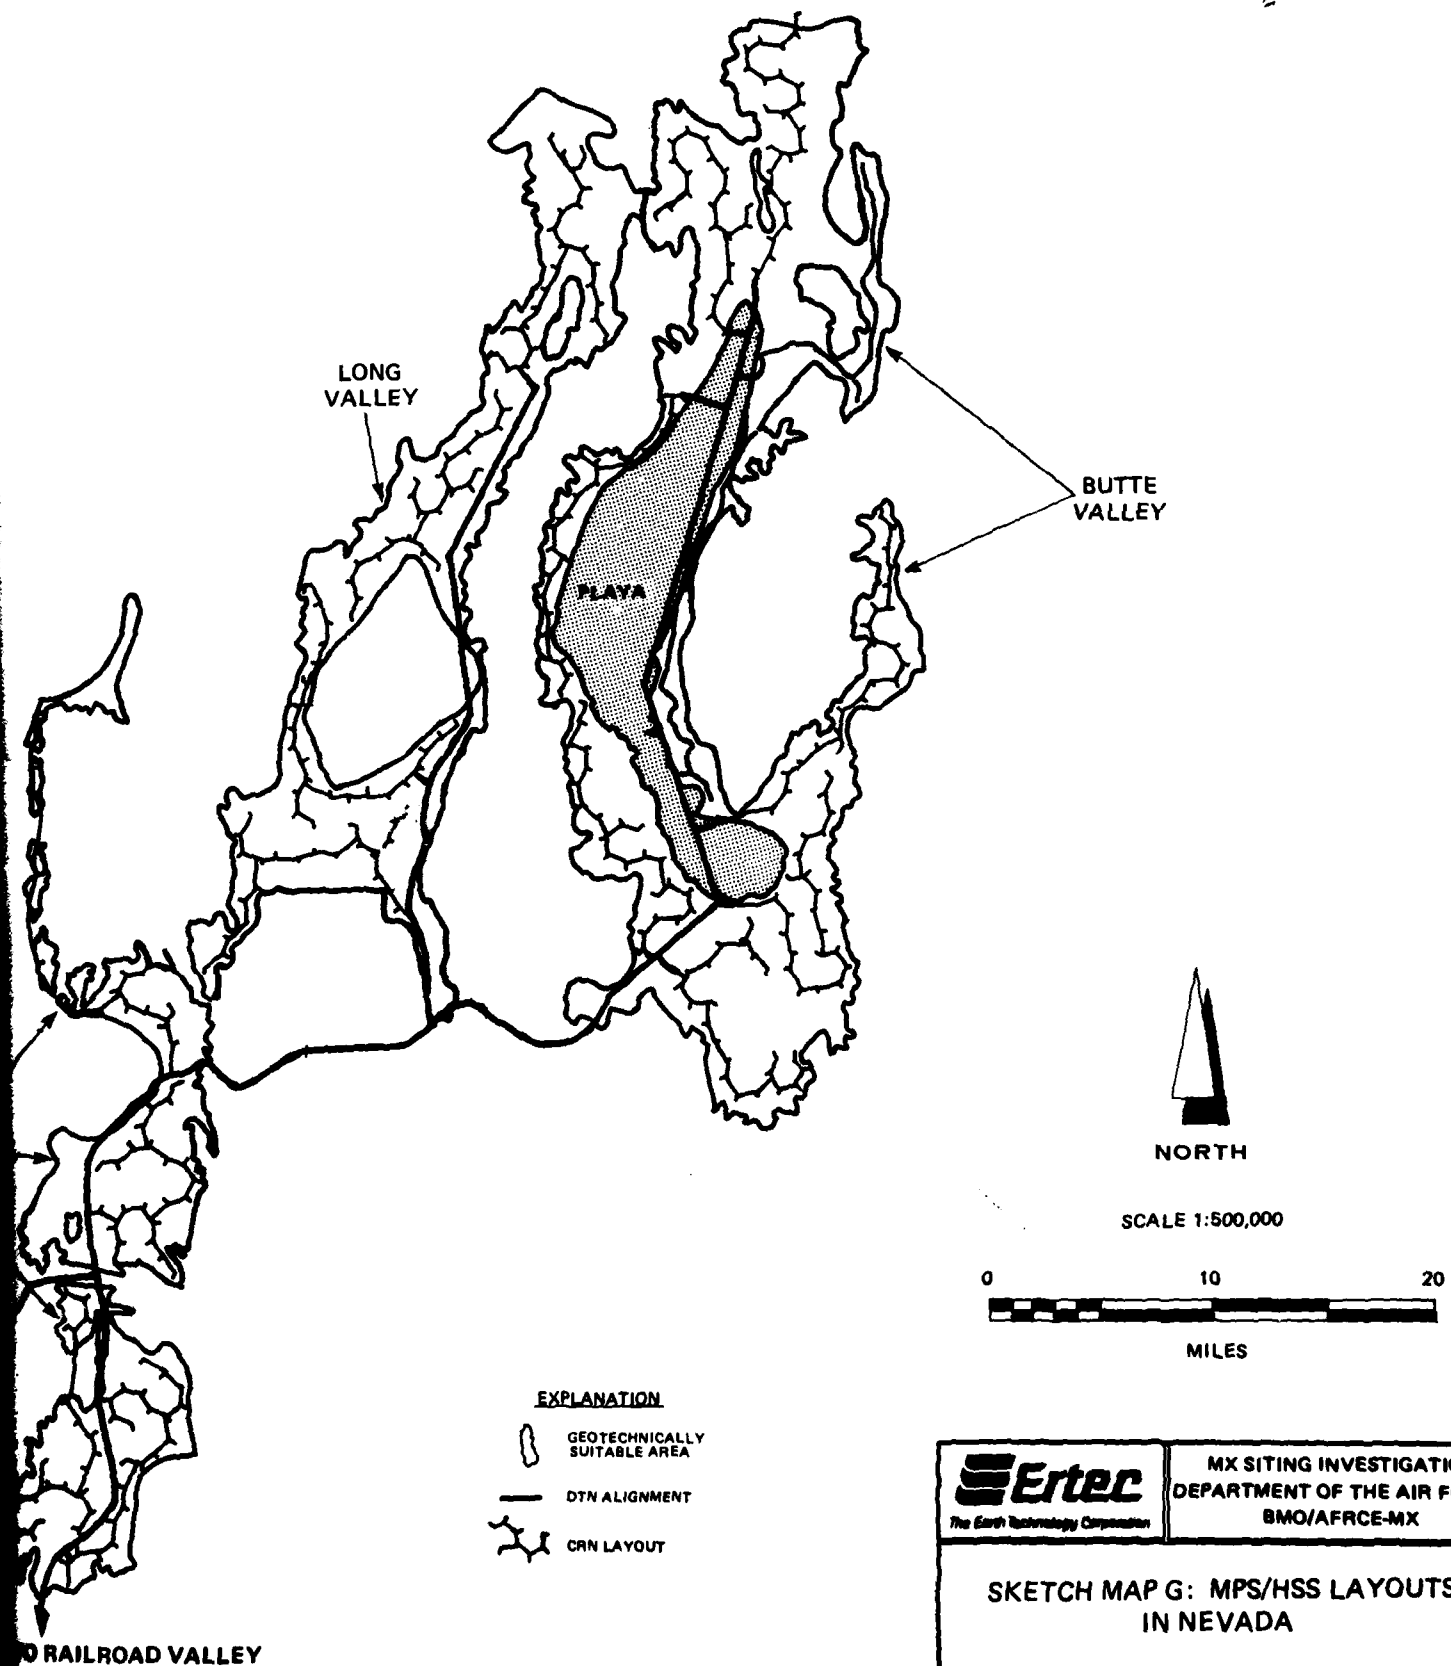 LONG
VALLEY
BUTTE
VALLEY
PLAYA
NORTH
SCALE 1:500,000
0 10 20
MILES
EXPLANATION
GEOTECHNICALLY
SUITABLE AREA
DTN ALIGNMENT
CRN LAYOUT
Ertec
The Earth Technology Corporation
MX SITING INVESTIGATI
DEPARTMENT OF THE AIR F
BMO/AFRCE-MX
SKETCH MAP G: MPS/HSS LAYOUTS
IN NEVADA
O RAILROAD VALLEY